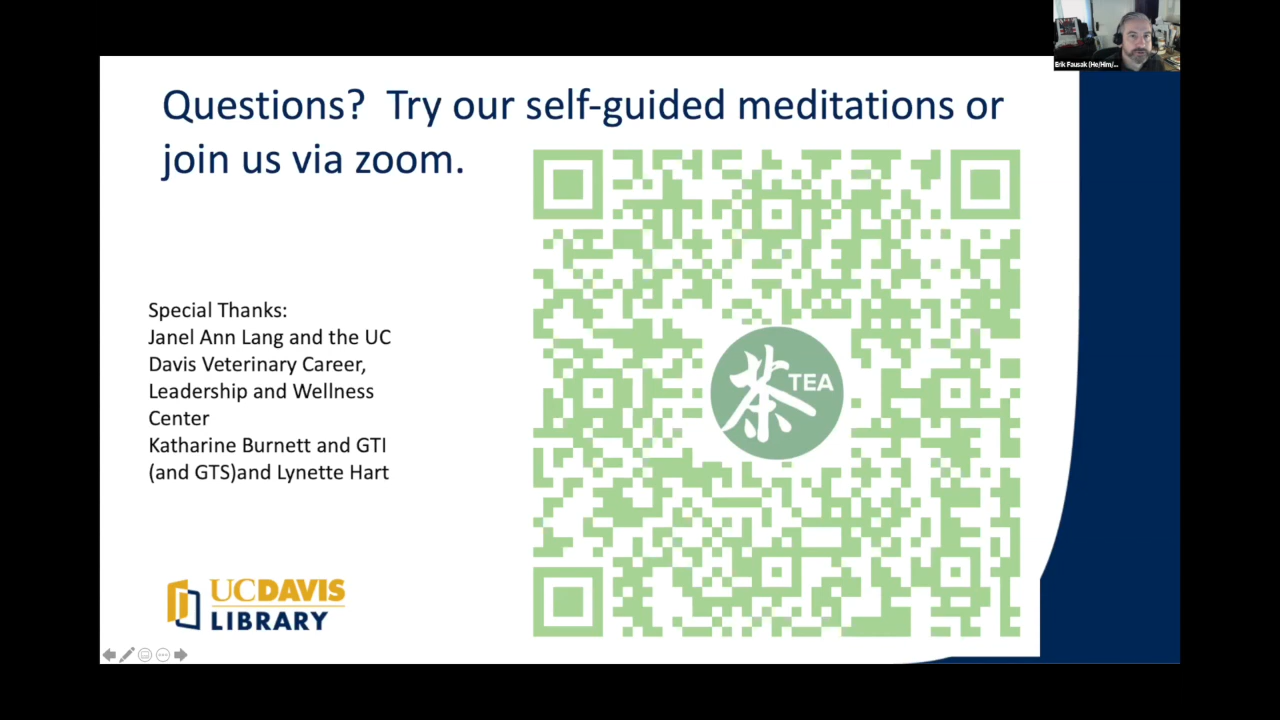 Erik Fausak (He/Him/...
Questions? Try our self-guided meditations or
join us via zoom.
茶 TEA
Special Thanks:
Janel Ann Lang and the UC
Davis Veterinary Career,
Leadership and Wellness
Center
Katharine Burnett and GTI
(and GTS)and Lynette Hart
UCDAVIS
LIBRARY